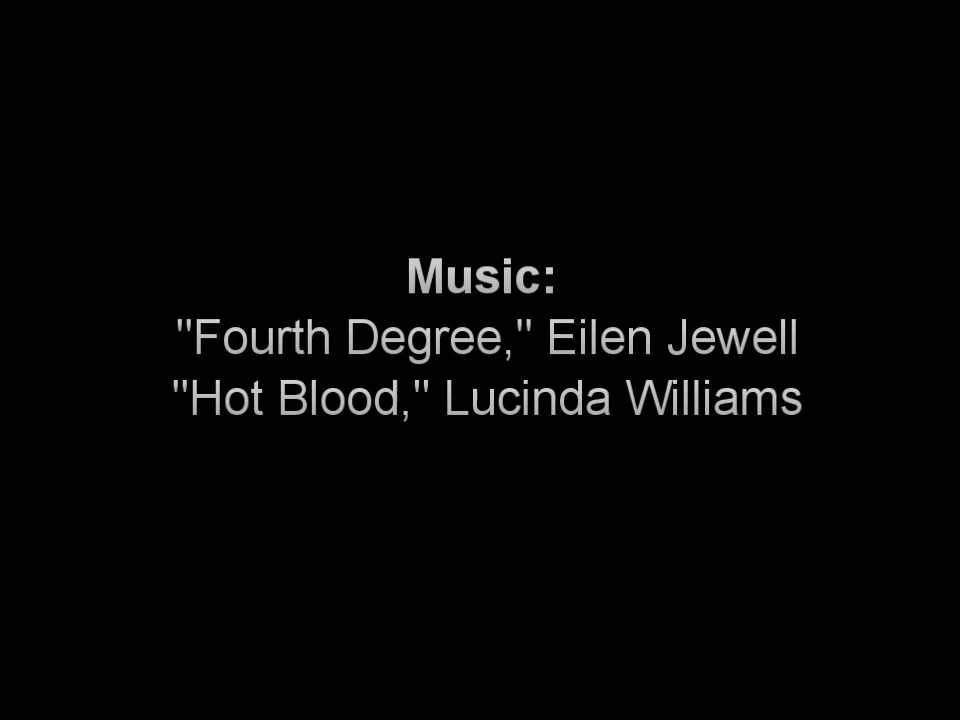 Music:
"Fourth Degree," Eilen Jewell
"Hot Blood," Lucinda Williams